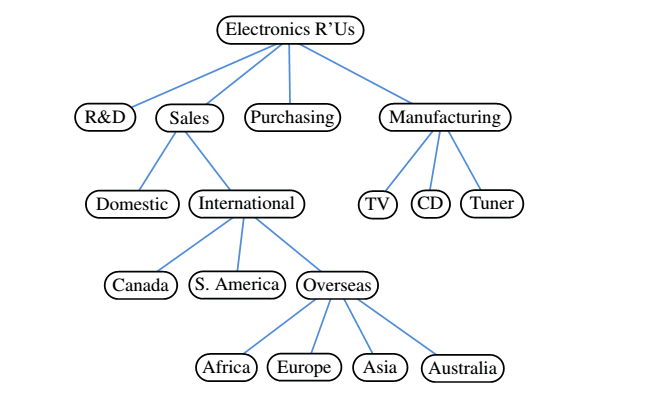 Electronics R’Us
R&D
Sales
Purchasing
Manufacturing
Domestic
International
TV
CD
Tuner
Canada
S. America
Overseas
Africa
Europe
Asia
Australia